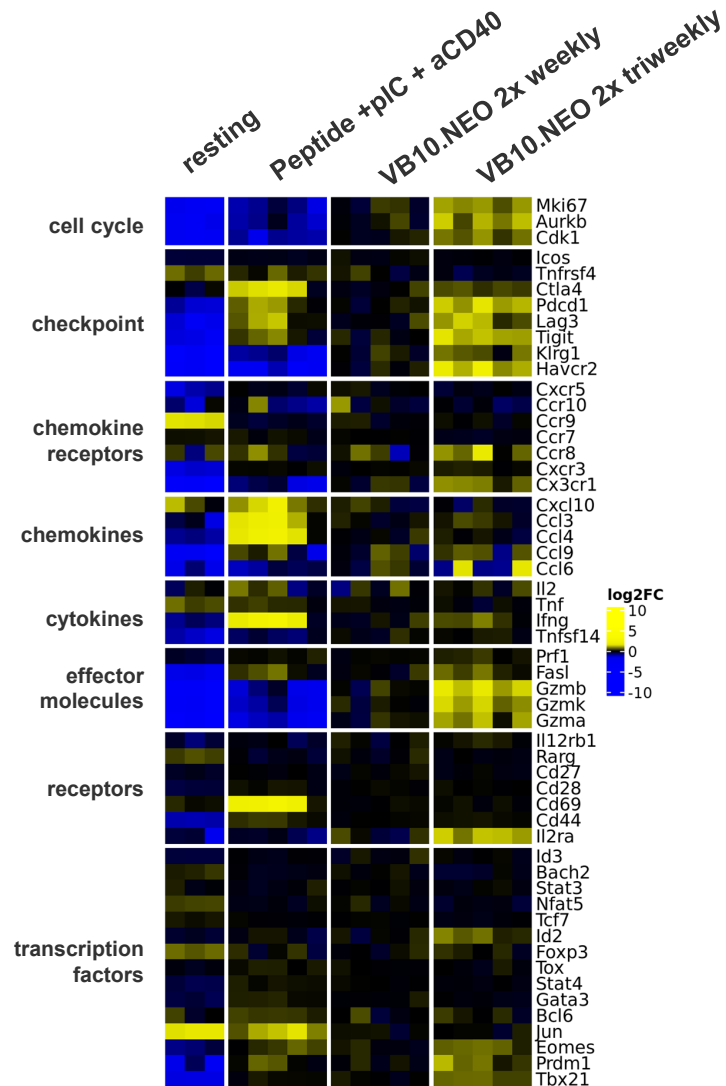 resting
Peptide +pIC + aCD40
VB10.NEO 2x weekly
VB10.NEO 2x triweekly
cell cycle
Mki67
Aurkb
Cdk1
checkpoint
Icos
Tnfrsf4
Ctla4
Pdcd1
Lag3
Tigit
Klrg1
Havcr2
chemokine
receptors
Cxcr5
Ccr10
Ccr9
Ccr7
Ccr8
Cxcr3
Cx3cr1
chemokines
Cxcl10
Ccl3
Ccl4
Ccl9
Ccl6
cytokines
Il2
Tnf
Ifng
Tnfsf14
effector
molecules
Prf1
Fasl
Gzmb
Gzmk
Gzma
receptors
Il12rb1
Rarg
Cd27
Cd28
Cd69
Cd44
Il2ra
transcription
factors
Id3
Bach2
Stat3
Nfat5
Tcf7
Id2
Foxp3
Tox
Stat4
Gata3
Bcl6
Jun
Eomes
Prdm1
Tbx21
log2FC
10
5
0
-5
-10